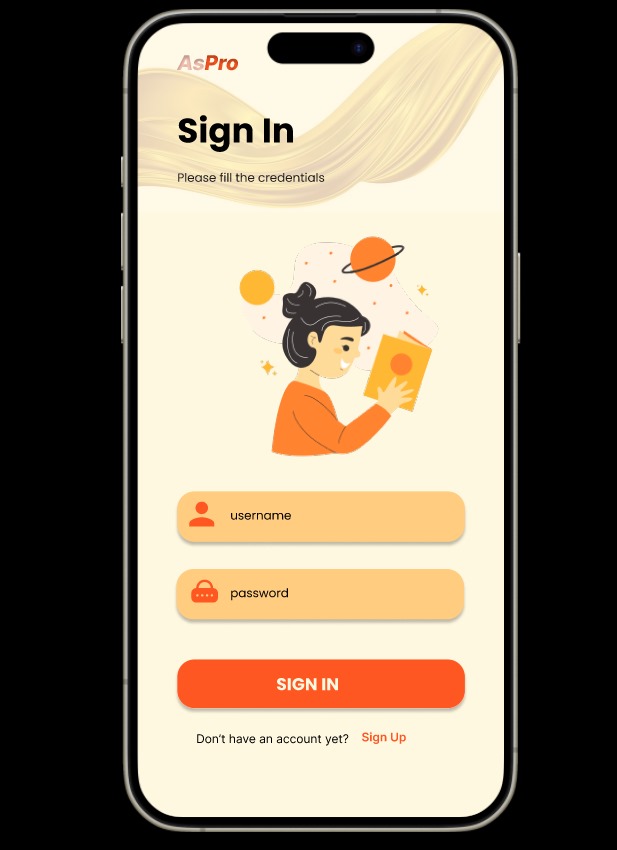 AsPro
Sign In
Please fill the credentials
username
password
SIGN IN
Don't have an account yet? Sign Up